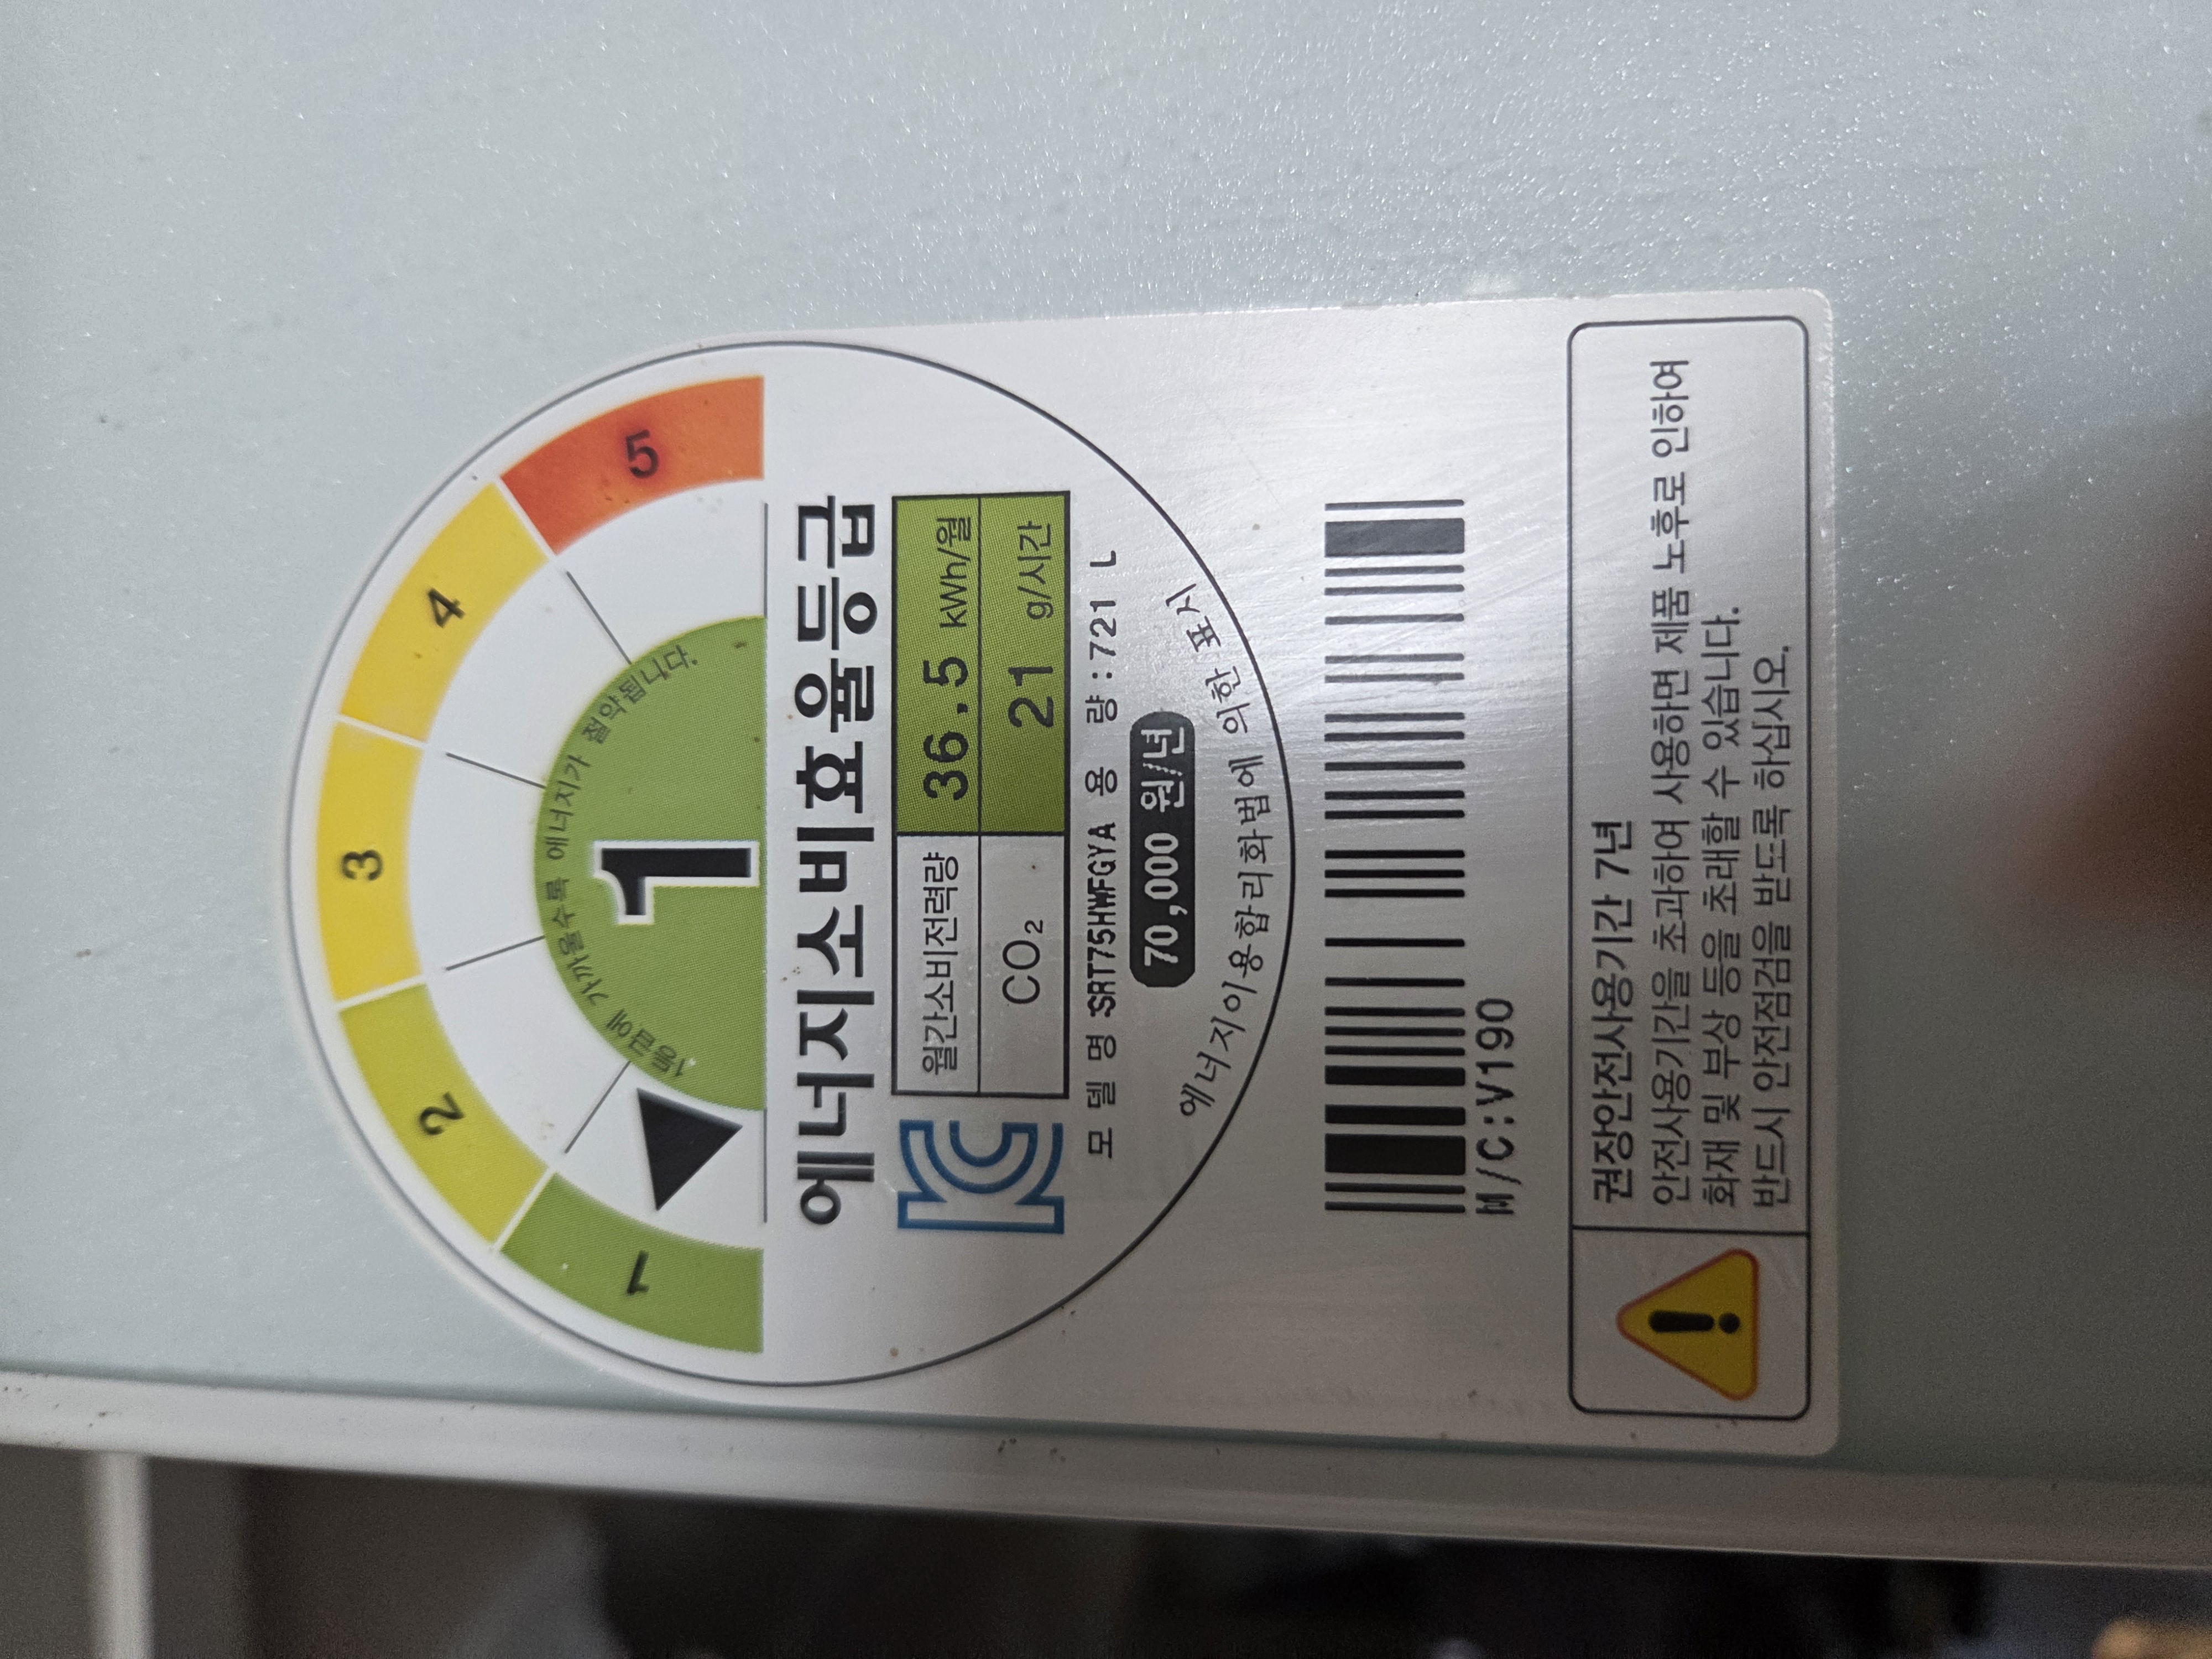 1 2 3 4 5
1등급에 가까울수록 에너지가 절약됩니다.
1
에너지소비효율등급
월간소비전력량 36.5 kWh/월
CO₂ 21 g/시간
모 델 명 :SRT75HWFGYA 용 량 :721 L
70,000 원/년
에너지이용합리화법에 의한 표시
M/C:V190
권장안전사용기간 7년
안전사용기간을 초과하여 사용하면 제품 노후로 인하여
화재 및 부상 등을 초래할 수 있습니다.
반드시 안전점검을 받도록 하십시오.